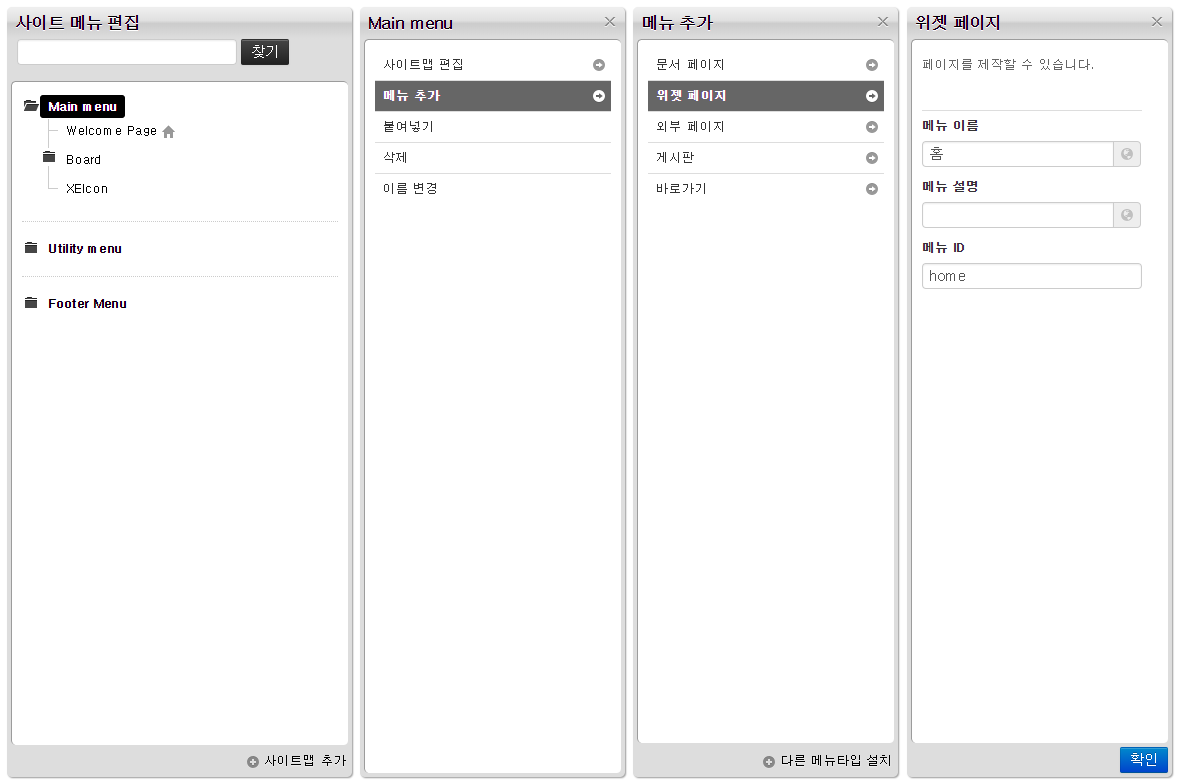 사이트 메뉴 편집
찾기
Main menu
Welcome Page
Board
XEIcon
Utility menu
Footer Menu
사이트맵 추가
Main menu
사이트맵 편집
메뉴 추가
붙여넣기
삭제
이름 변경
메뉴 추가
문서 페이지
위젯 페이지
외부 페이지
게시판
바로가기
다른 메뉴타입 설치
위젯 페이지
페이지를 제작할 수 있습니다.
메뉴 이름
홈
메뉴 설명
메뉴 ID
home
확인